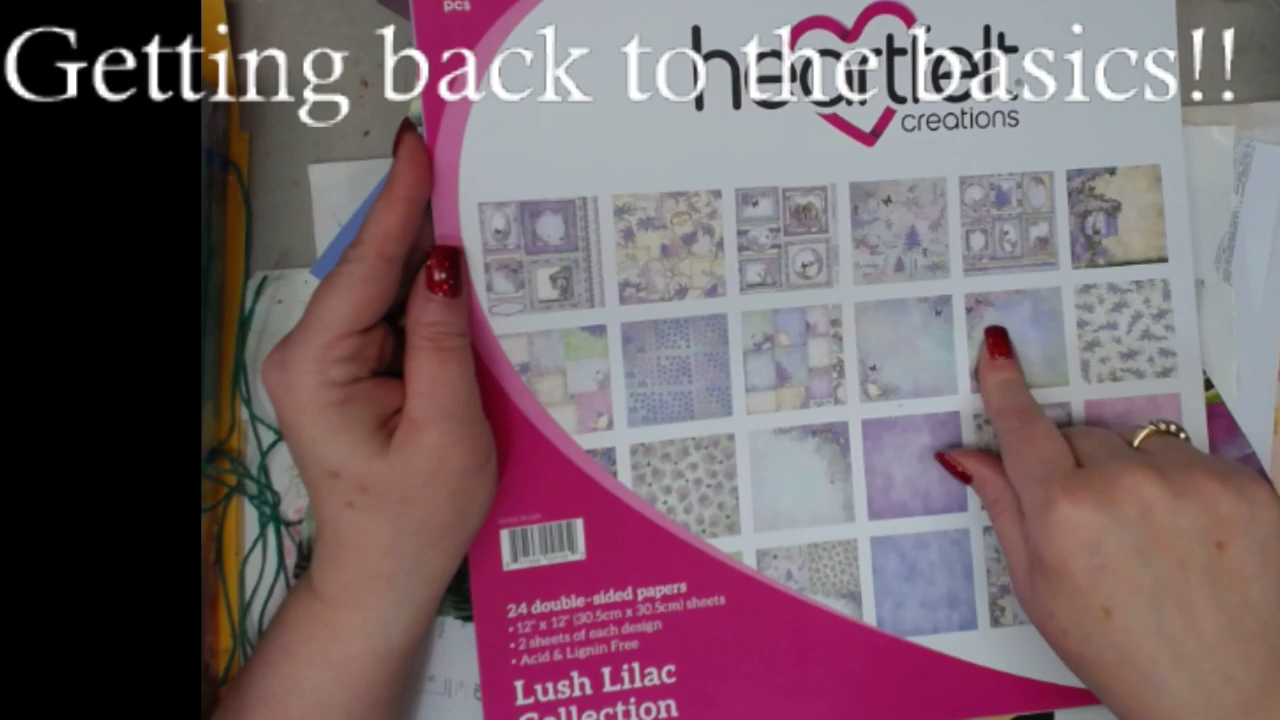 pcs
Getting back to the basics!!
heartfelt
creations
24 double-sided papers
• 12" x 12" (30.5cm x 30.5cm) sheets
• 2 sheets of each design
• Acid & Lignin Free
Lush Lilac
Collection